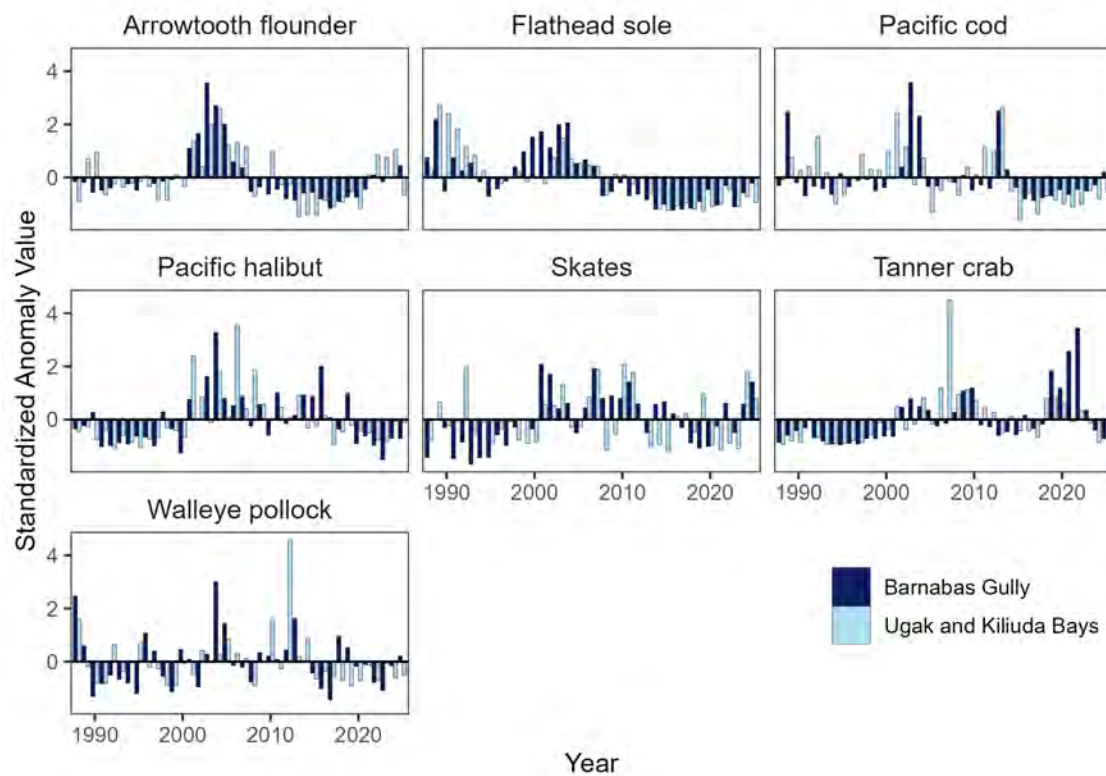 Arrowtooth flounder
Flathead sole
Pacific cod
4
2
0
Pacific halibut
Skates
Tanner crab
4
2
0
1990 2000 2010 2020
1990 2000 2010 2020
Walleye pollock
4
2
0
1990 2000 2010 2020
Barnabas Gully
Ugak and Kiliuda Bays
Standardized Anomaly Value
Year